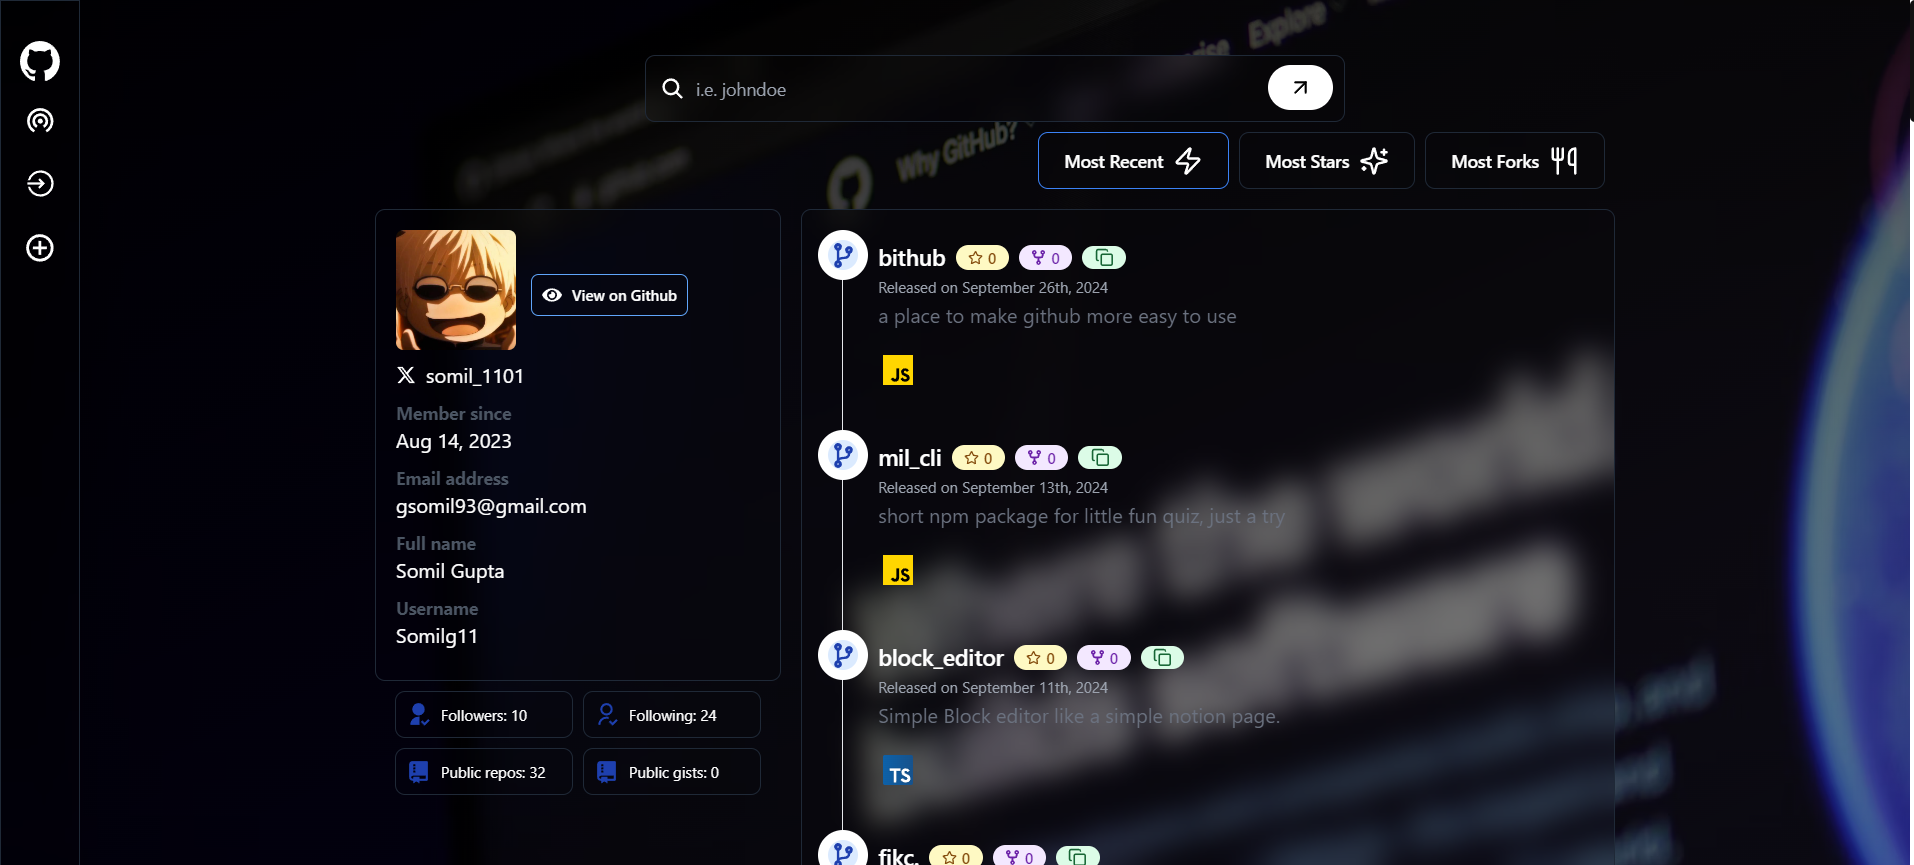 Explore
i.e. johndoe
Why GitHub?
Most Recent
Most Stars
Most Forks
View on Github
somil_1101
Member since
Aug 14, 2023
Email address
gsomil93@gmail.com
Full name
Somil Gupta
Username
Somilg11
Followers: 10
Following: 24
Public repos: 32
Public gists: 0
bithub 0 0
Released on September 26th, 2024
a place to make github more easy to use
JS
mil_cli 0 0
Released on September 13th, 2024
short npm package for little fun quiz, just a try
JS
block_editor 0 0
Released on September 11th, 2024
Simple Block editor like a simple notion page.
TS
fikc. 0 0